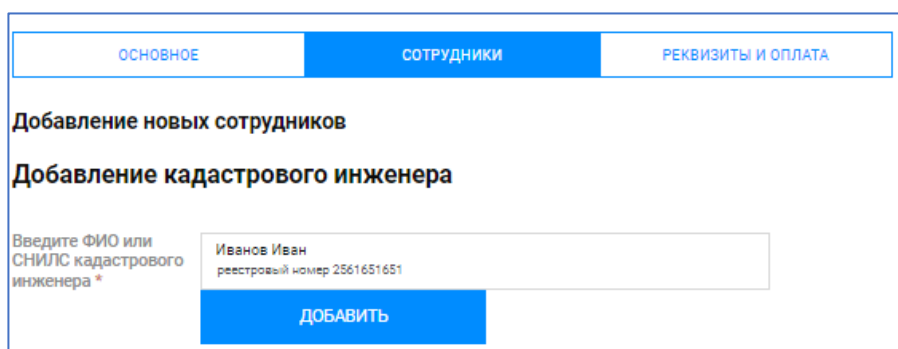 ОСНОВНОЕ СОТРУДНИКИ РЕКВИЗИТЫ И ОПЛАТА
Добавление новых сотрудников
Добавление кадастрового инженера
Введите ФИО или
СНИЛС кадастрового
инженера *
Иванов Иван
реестровый номер 2561651651
ДОБАВИТЬ